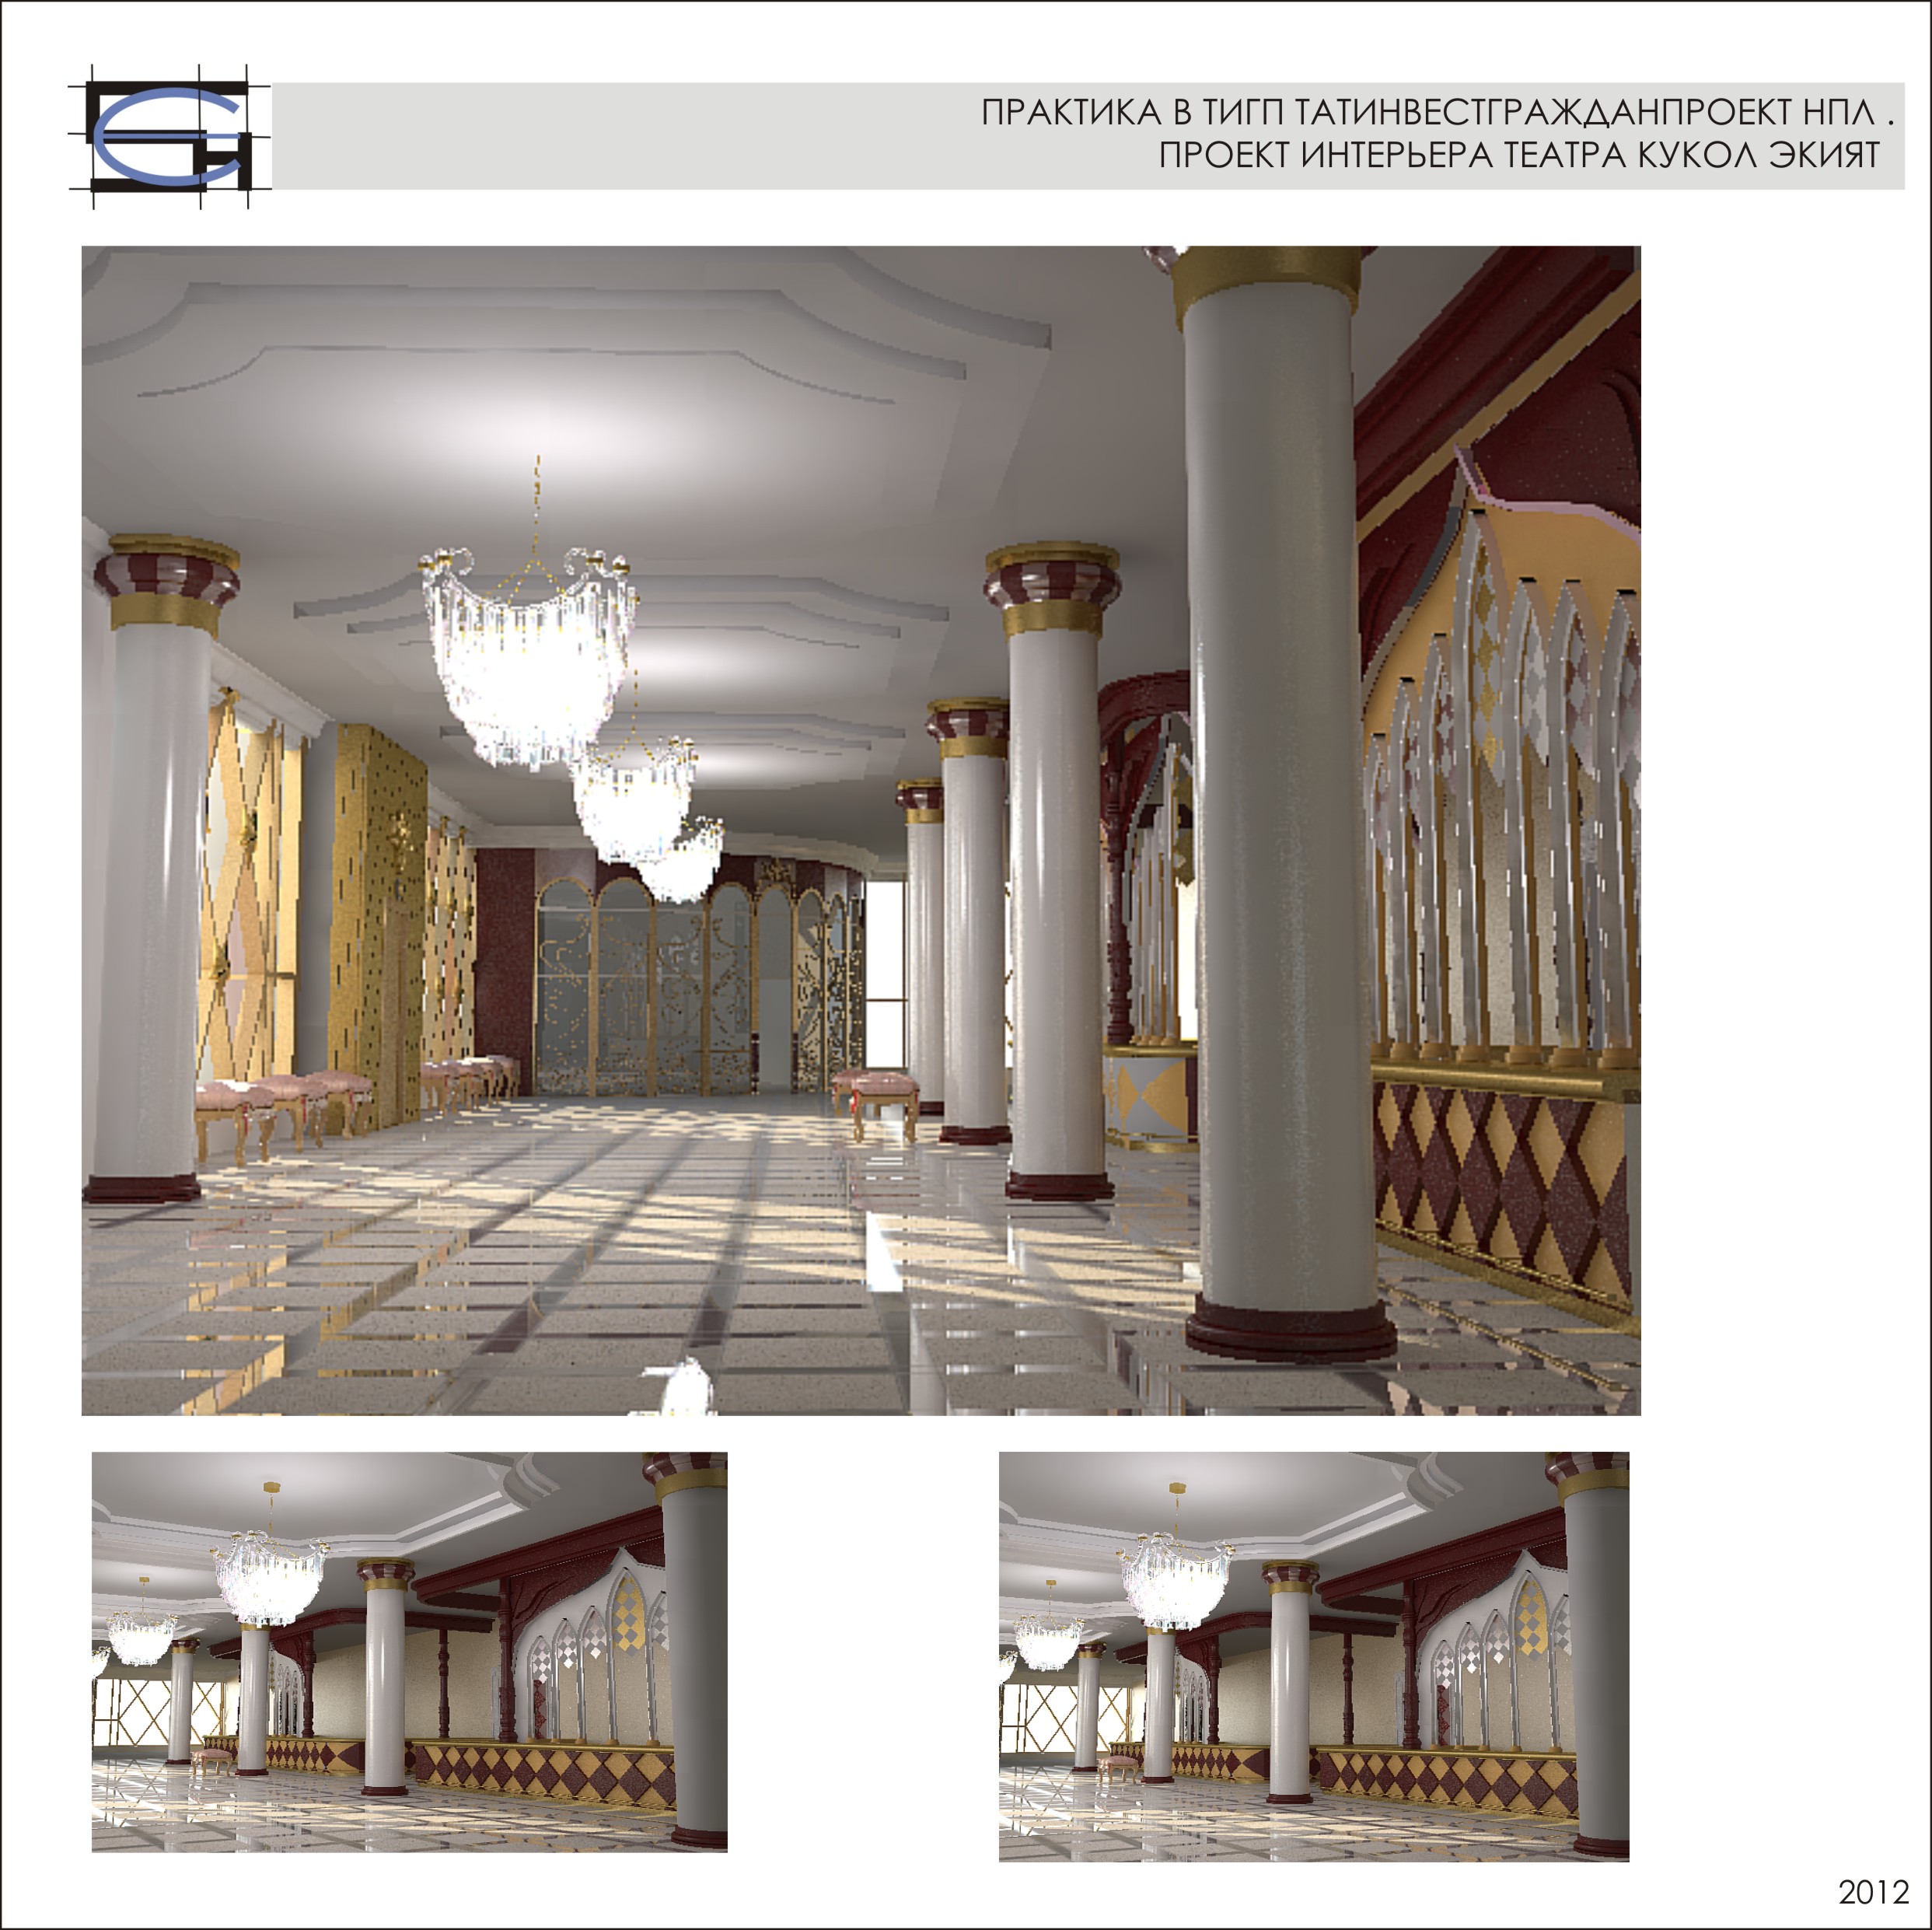 ПРАКТИКА В ТИГП ТАТИНВЕСТГРАЖДАНПРОЕКТ НПЛ .
ПРОЕКТ ИНТЕРЬЕРА ТЕАТРА КУКОЛ ЭКИЯТ
2012